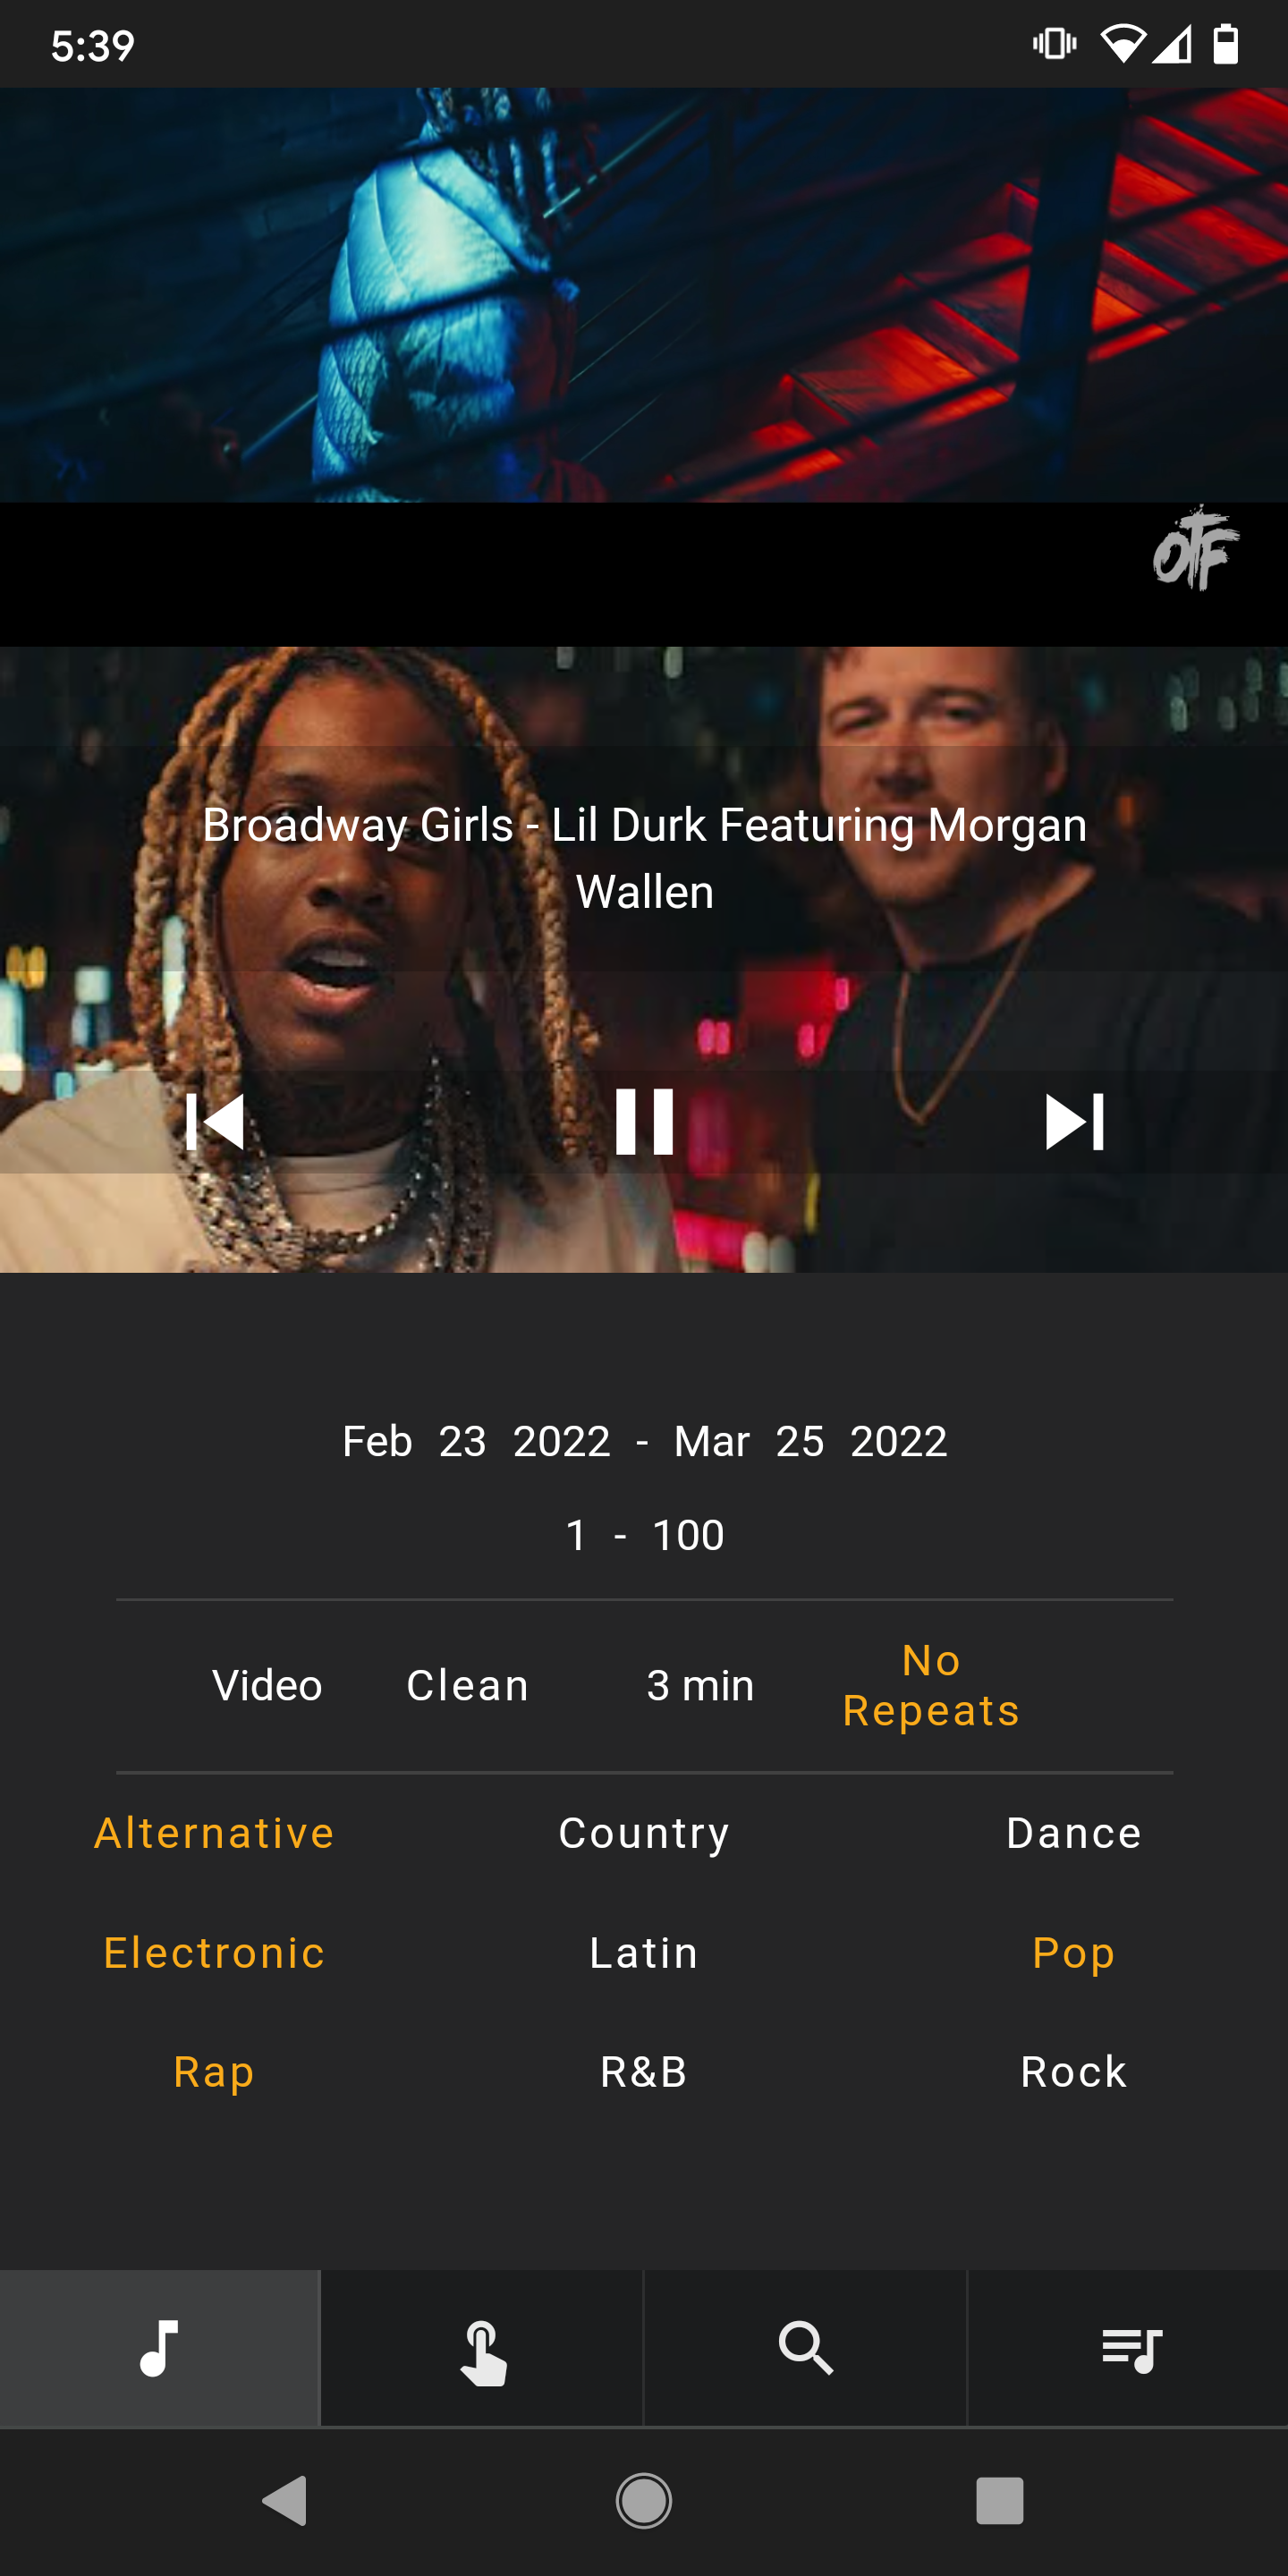 5:39
OTF
Broadway Girls - Lil Durk Featuring Morgan
Wallen
Feb 23 2022 - Mar 25 2022
1 - 100
Video Clean 3 min No Repeats
Alternative Country Dance
Electronic Latin Pop
Rap R&B Rock